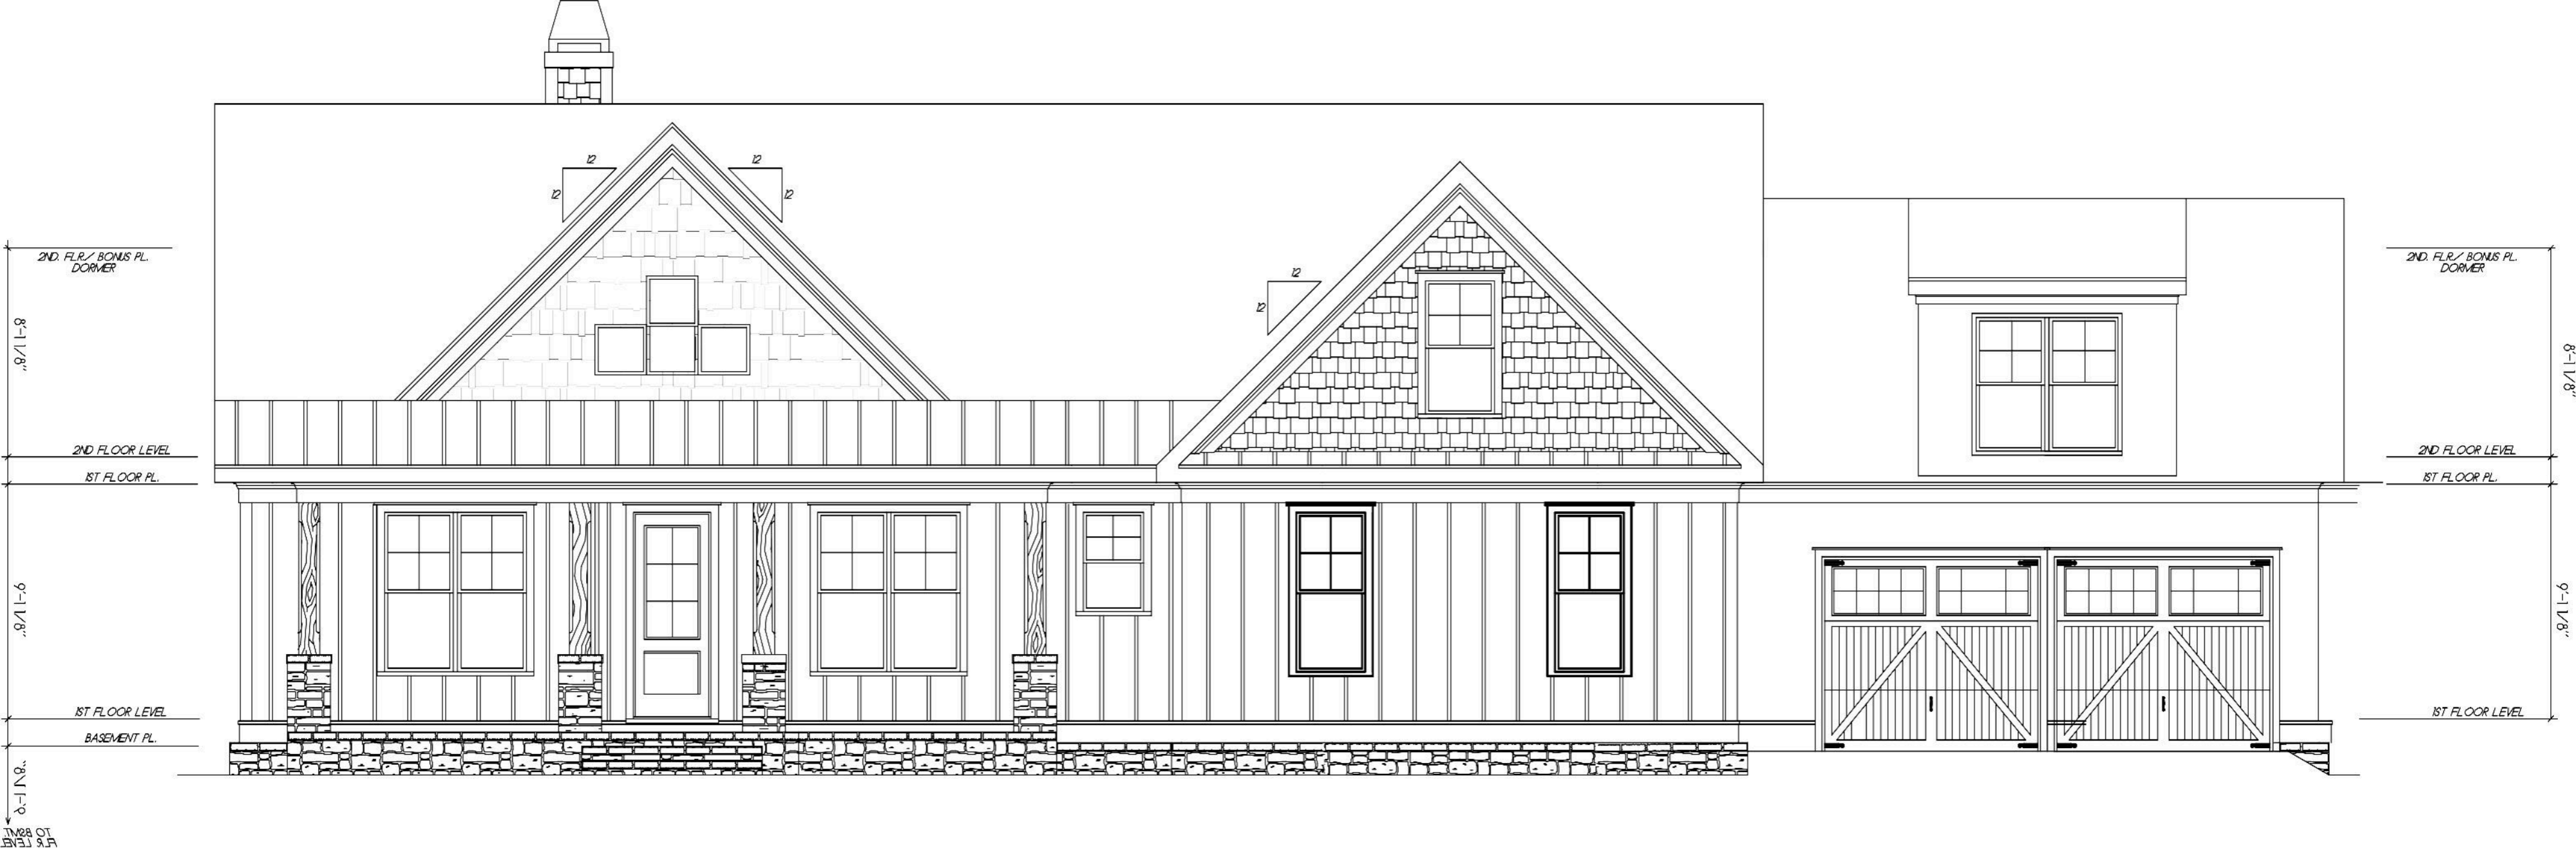 12
12
12
12
2ND. FLR./ BONUS PL.
DORMER
2ND. FLR./ BONUS PL.
DORMER
12
12
8'-1 1/8"
8'-1 1/8"
2ND FLOOR LEVEL
2ND FLOOR LEVEL
1ST FLOOR PL.
1ST FLOOR PL.
9'-1 1/8"
9'-1 1/8"
1ST FLOOR LEVEL
1ST FLOOR LEVEL
BASEMENT PL.
9'-1 1/8"
TO BSMT.
FLR LEVEL